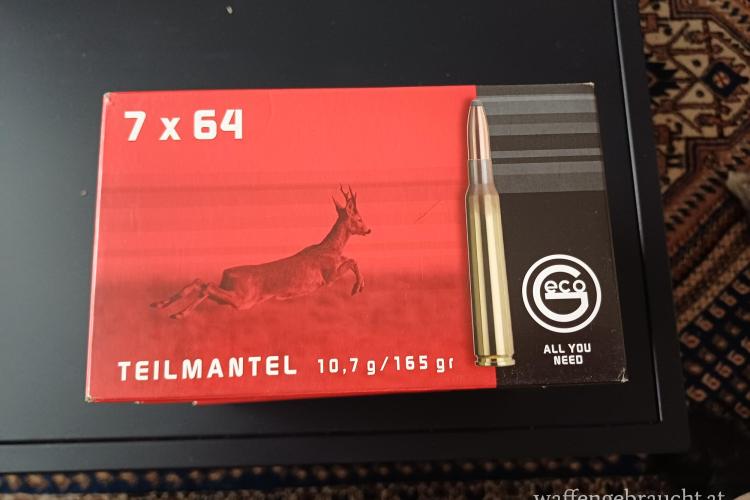 7 x 64
TEILMANTEL 10,7 g/165 gr
Geco
ALL YOU
NEED
waffengebraucht.at